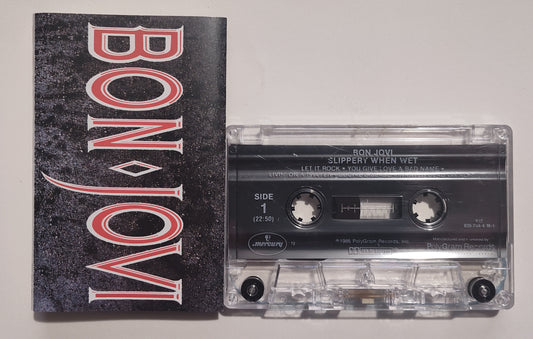 BON JOVI
BON JOVI
SLIPPERY WHEN WET
LET IT ROCK • YOU GIVE LOVE A BAD NAME •
SIDE
1
(22:50)
mercury
1986 PolyGram Records, Inc.
PolyGram Records